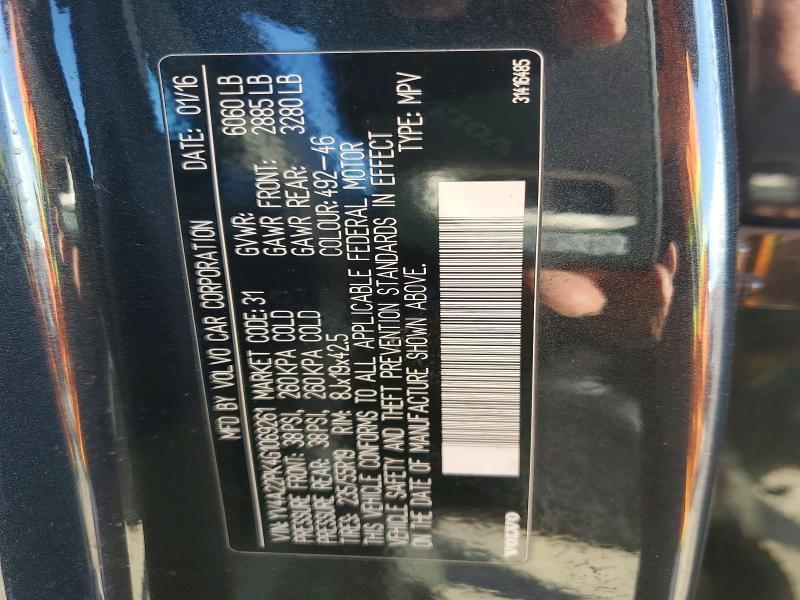 MFD BY VOLVO CAR CORPORATION DATE: 01/16
VIN: YV4A22PK4G1069261 MARKET CODE: 31 GVWR: 6060 LB
PRESSURE FRONT: 38PSI, 260KPA COLD GAWR FRONT: 2885 LB
PRESSURE REAR: 38PSI, 260KPA COLD GAWR REAR: 3280 LB
TYRES: 235/55R19 RIM: 8Jx19x42.5 COLOUR: 492-46
THIS VEHICLE CONFORMS TO ALL APPLICABLE FEDERAL MOTOR
VEHICLE SAFETY AND THEFT PREVENTION STANDARDS IN EFFECT
ON THE DATE OF MANUFACTURE SHOWN ABOVE. TYPE: MPV
VOLVO 31416485